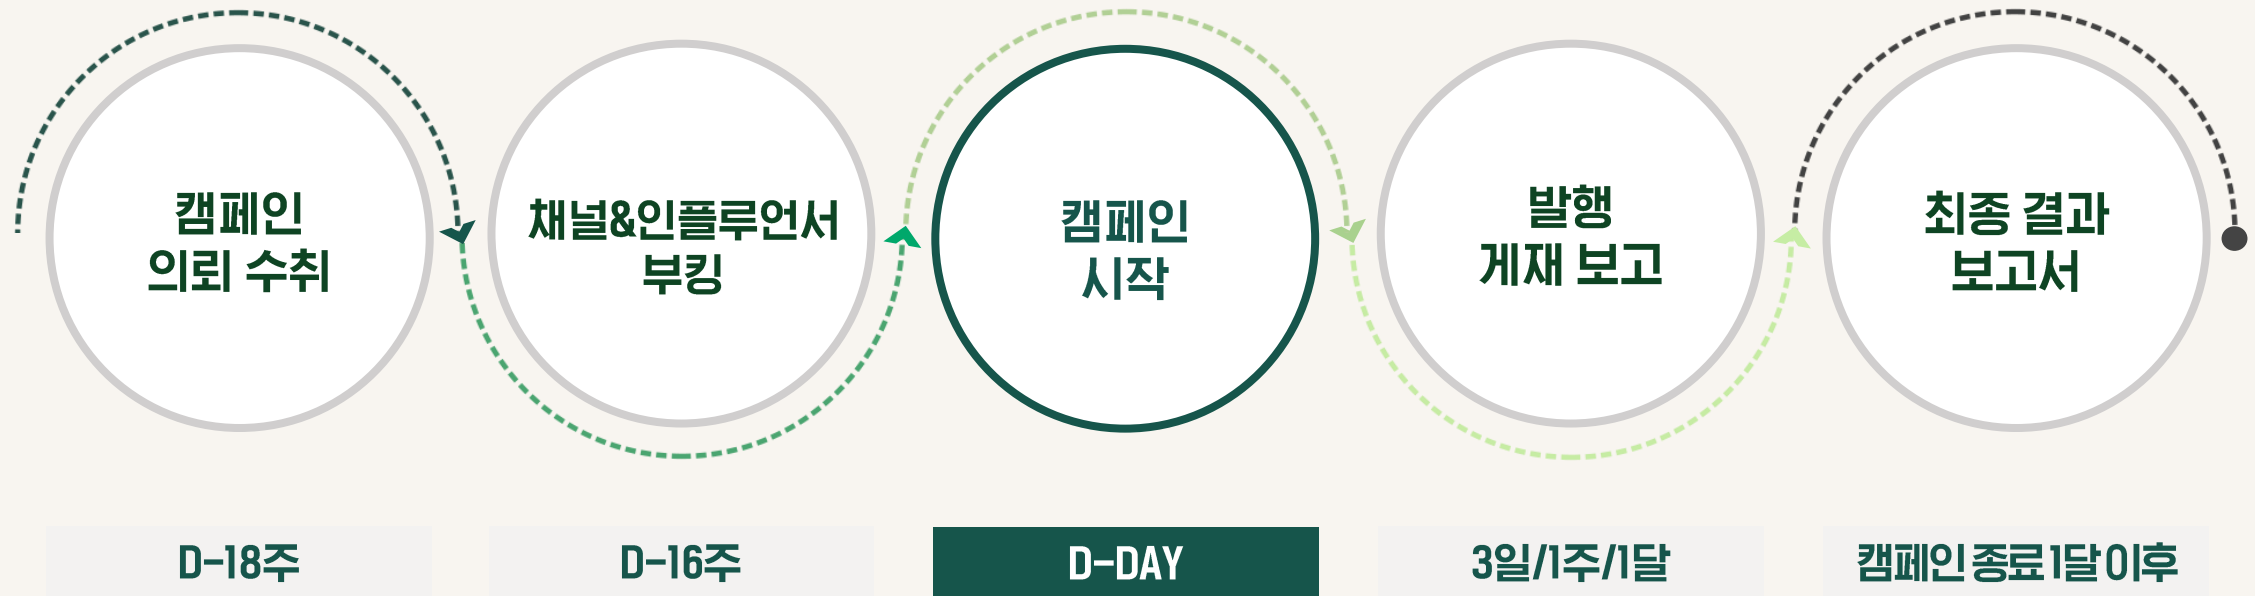 캠페인
의뢰 수취
채널&인플루언서
부킹
캠페인
시작
발행
게재 보고
최종 결과
보고서
D-18주
D-16주
D-DAY
3일/1주/1달
캠페인 종료 1달 이후